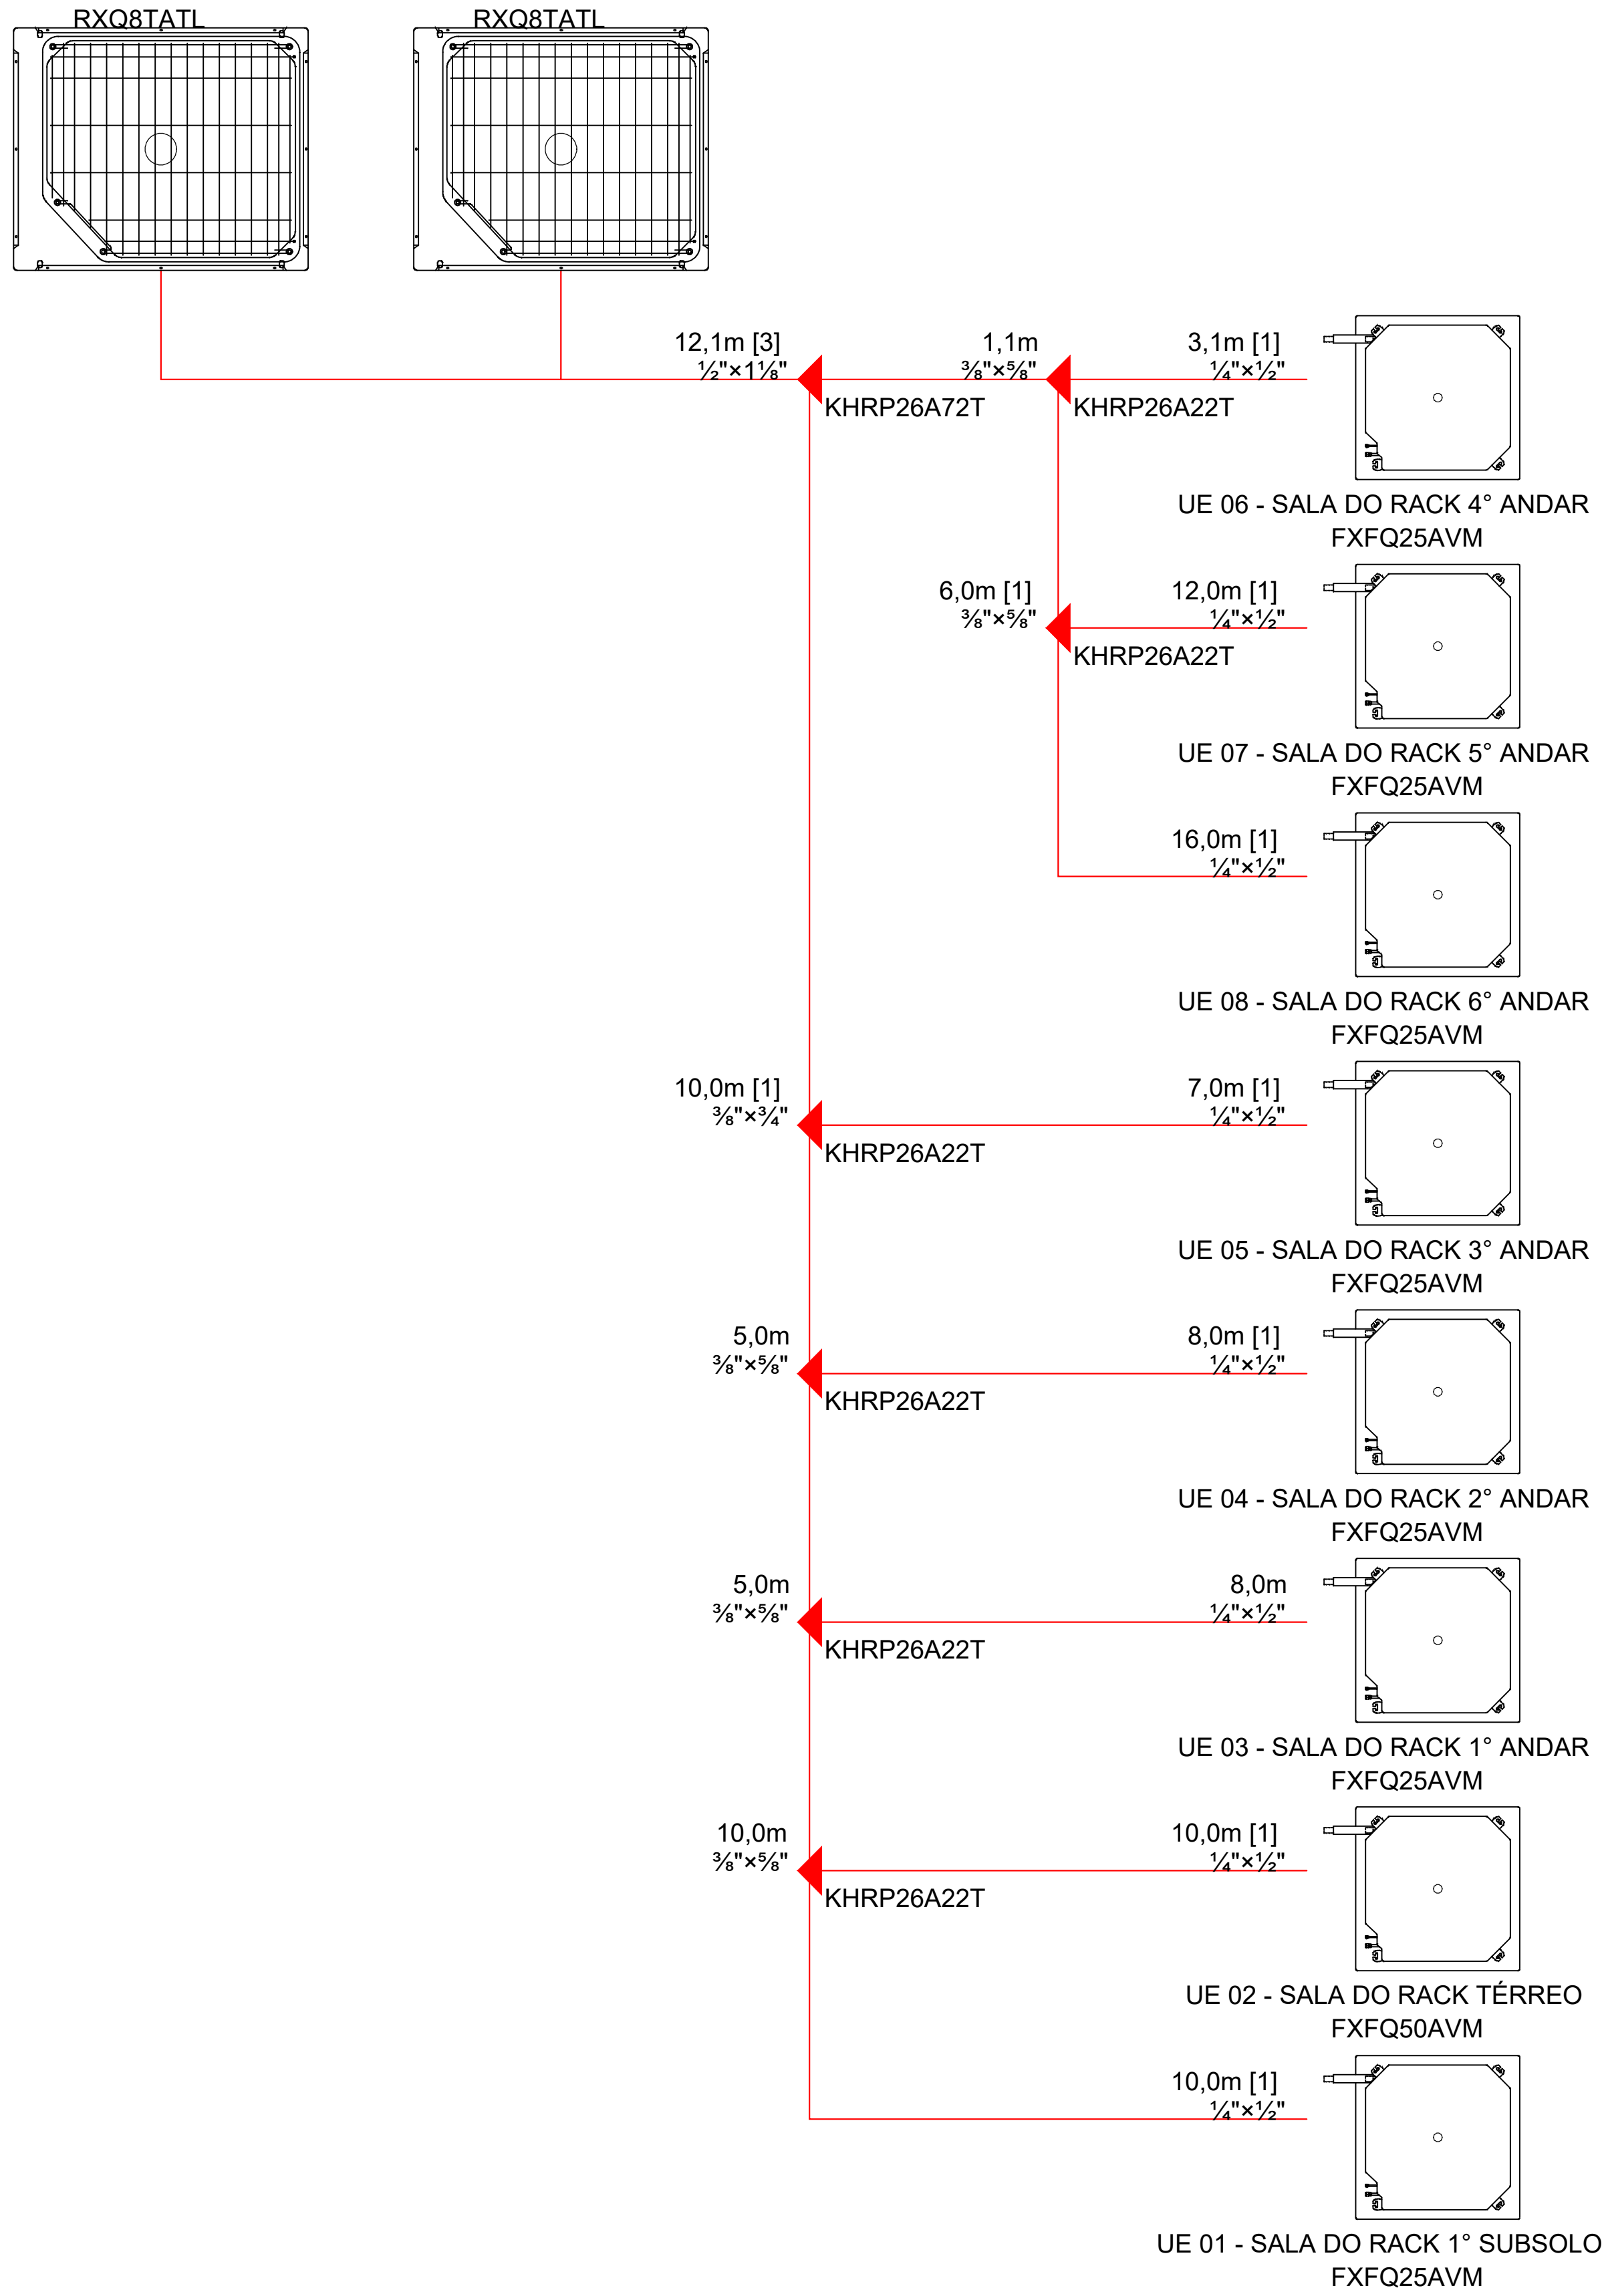 RXQ8TATL
RXQ8TATL
12,1m [3]
½"×1⅛"
KHRP26A72T
1,1m
⅜"×⅝"
KHRP26A22T
3,1m [1]
¼"×½"
UE 06 - SALA DO RACK 4° ANDAR
FXFQ25AVM
6,0m [1]
⅜"×⅝"
KHRP26A22T
12,0m [1]
¼"×½"
UE 07 - SALA DO RACK 5° ANDAR
FXFQ25AVM
16,0m [1]
¼"×½"
UE 08 - SALA DO RACK 6° ANDAR
FXFQ25AVM
10,0m [1]
⅜"×¾"
KHRP26A22T
7,0m [1]
¼"×½"
UE 05 - SALA DO RACK 3° ANDAR
FXFQ25AVM
5,0m
⅜"×⅝"
KHRP26A22T
8,0m [1]
¼"×½"
UE 04 - SALA DO RACK 2° ANDAR
FXFQ25AVM
5,0m
⅜"×⅝"
KHRP26A22T
8,0m
¼"×½"
UE 03 - SALA DO RACK 1° ANDAR
FXFQ25AVM
10,0m
⅜"×⅝"
KHRP26A22T
10,0m [1]
¼"×½"
UE 02 - SALA DO RACK TÉRREO
FXFQ50AVM
10,0m [1]
¼"×½"
UE 01 - SALA DO RACK 1° SUBSOLO
FXFQ25AVM